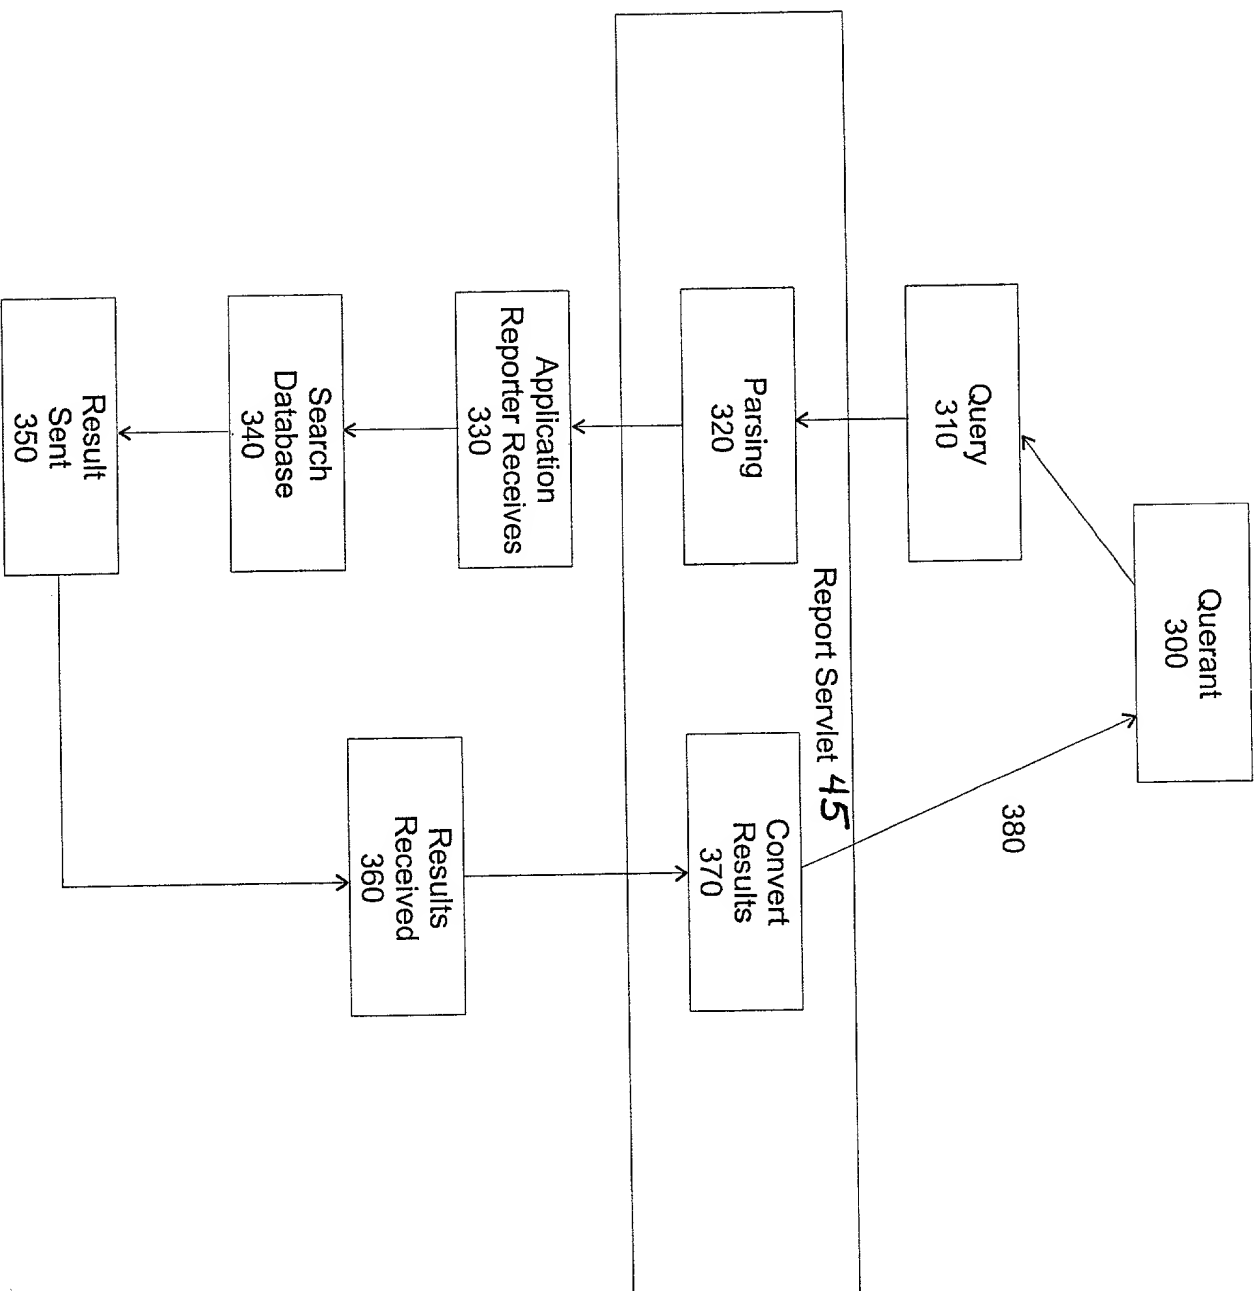 Querant
300
Query
310
380
Report Servlet 45
Parsing
320
Convert
Results
370
Application
Reporter Receives
330
Results
Received
360
Search
Database
340
Result
Sent
350